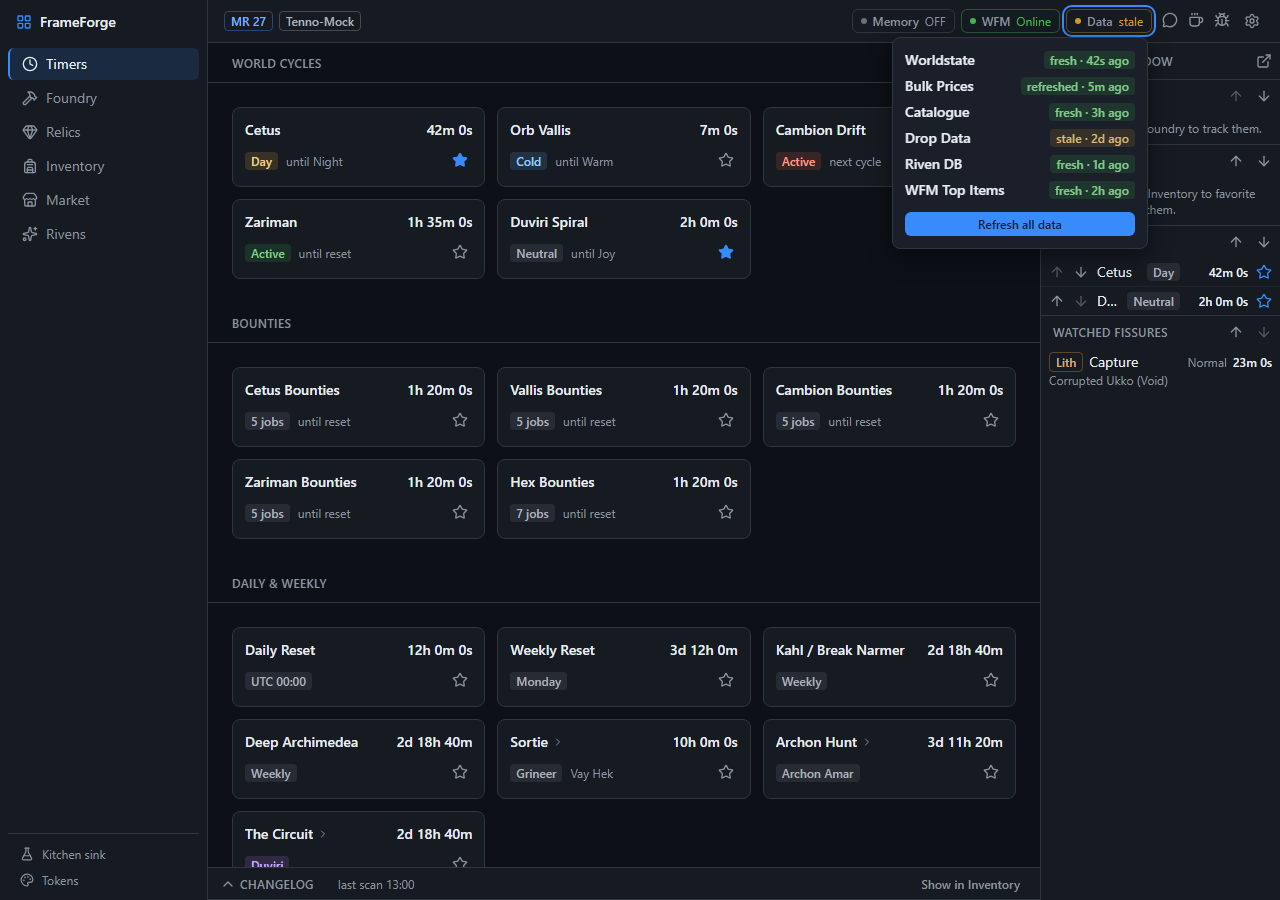 FrameForge
MR 27
Tenno-Mock
Memory OFF
WFM Online
Data stale
Timers
Foundry
Relics
Inventory
Market
Rivens
Kitchen sink
Tokens
WORLD CYCLES
Cetus 42m 0s
Day until Night
Orb Vallis 7m 0s
Cold until Warm
Cambion Drift
Active next cycle
Zariman 1h 35m 0s
Active until reset
Duviri Spiral 2h 0m 0s
Neutral until Joy
BOUNTIES
Cetus Bounties 1h 20m 0s
5 jobs until reset
Vallis Bounties 1h 20m 0s
5 jobs until reset
Cambion Bounties 1h 20m 0s
5 jobs until reset
Zariman Bounties 1h 20m 0s
5 jobs until reset
Hex Bounties 1h 20m 0s
7 jobs until reset
DAILY & WEEKLY
Daily Reset 12h 0m 0s
UTC 00:00
Weekly Reset 3d 12h 0m
Monday
Kahl / Break Narmer 2d 18h 40m
Weekly
Deep Archimedea 2d 18h 40m
Weekly
Sortie 10h 0m 0s
Grineer Vay Hek
Archon Hunt 3d 11h 20m
Archon Amar
The Circuit 2d 18h 40m
Duviri
CHANGELOG last scan 13:00
Show in Inventory
Worldstate fresh · 42s ago
Bulk Prices refreshed · 5m ago
Catalogue fresh · 3h ago
Drop Data stale · 2d ago
Riven DB fresh · 1d ago
WFM Top Items fresh · 2h ago
Refresh all data
DOW
oundry to track them.
Inventory to favorite
them.
Cetus Day 42m 0s
D... Neutral 2h 0m 0s
WATCHED FISSURES
Lith Capture Normal 23m 0s
Corrupted Ukko (Void)